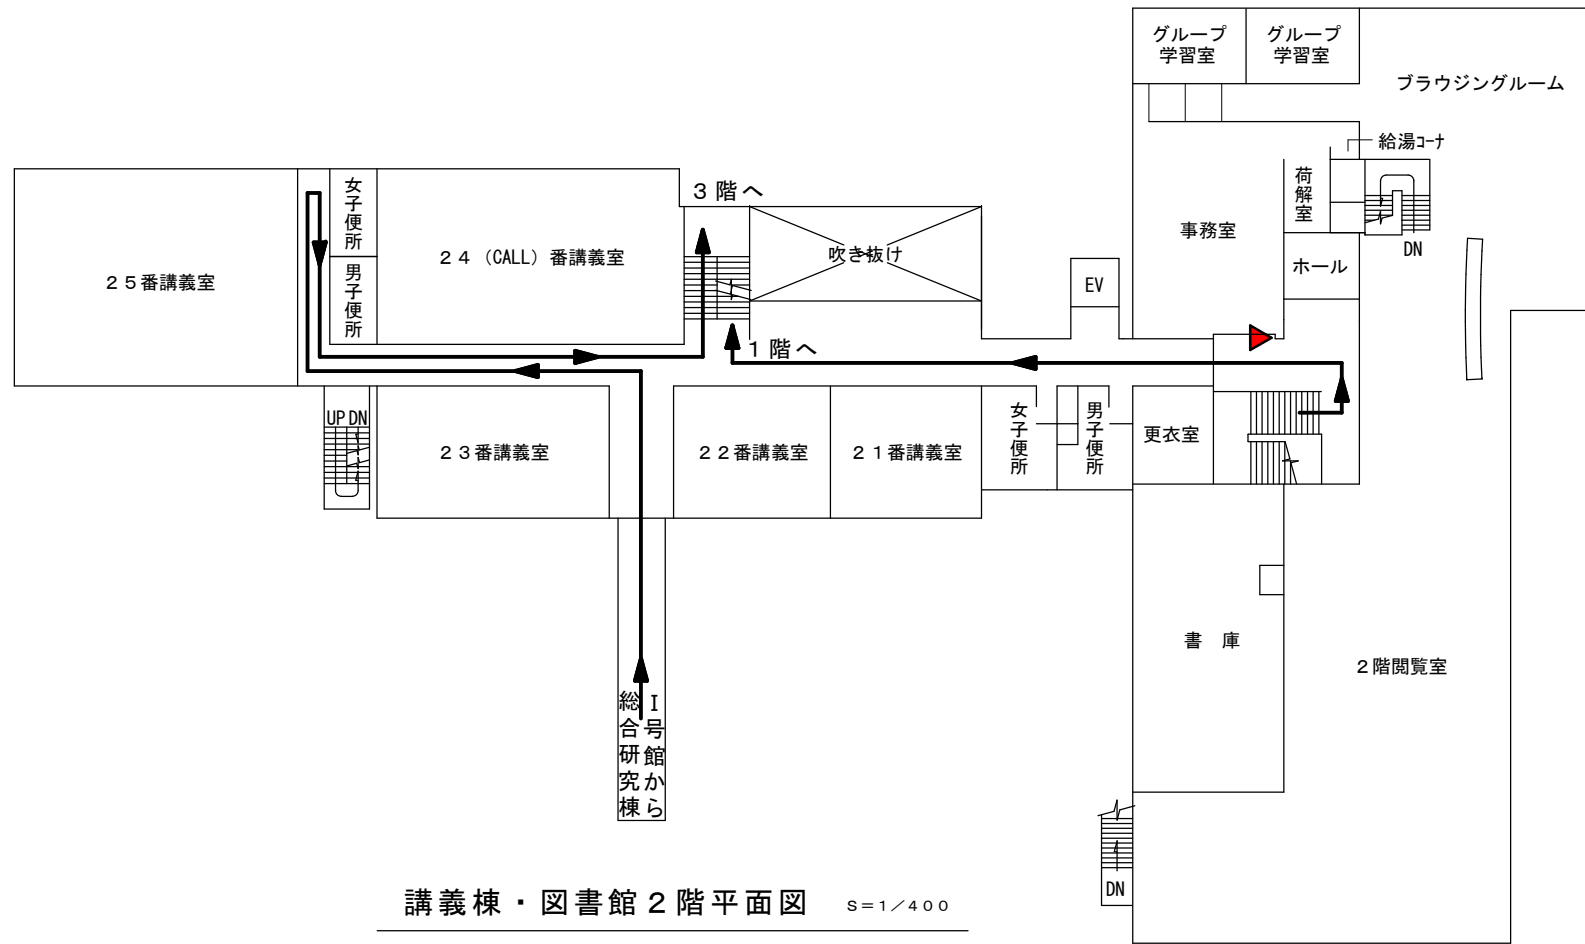 グループ
学習室
グループ
学習室
ブラウジングルーム
給湯ｺｰﾅ
荷解室
事務室
DN
ホール
EV
３階へ
吹き抜け
女子便所
男子便所
２４（CALL）番講義室
２５番講義室
１階へ
UP DN
２３番講義室
２２番講義室
２１番講義室
女子便所
男子便所
更衣室
書　庫
２階閲覧室
Ｉ号館から
総合研究棟
DN
講義棟・図書館２階平面図　S＝１／４００